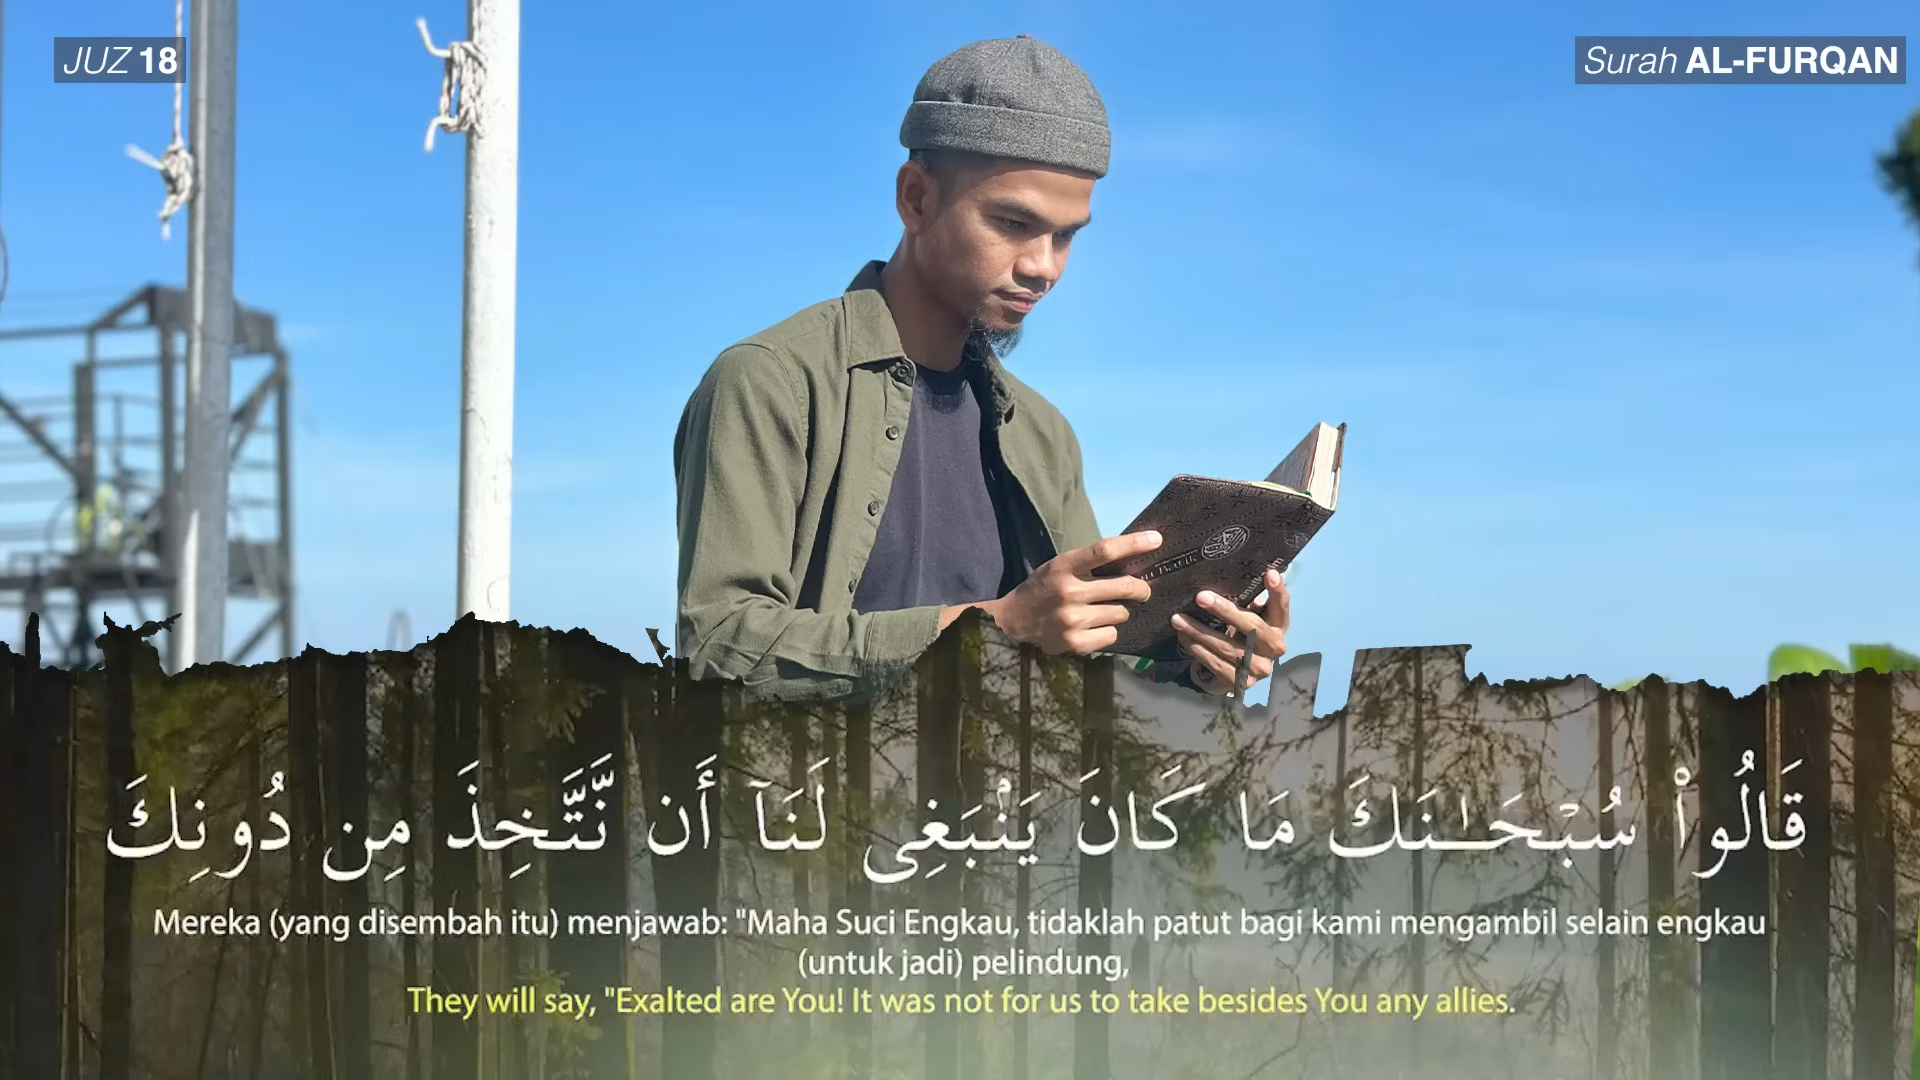 JUZ 18
Surah AL-FURQAN
قَالُوا۟ سُبْحَـٰنَكَ مَا كَانَ يَنۢبَغِى لَنَآ أَن نَّتَّخِذَ مِن دُونِكَ
Mereka (yang disembah itu) menjawab: "Maha Suci Engkau, tidaklah patut bagi kami mengambil selain engkau
(untuk jadi) pelindung,
They will say, "Exalted are You! It was not for us to take besides You any allies.